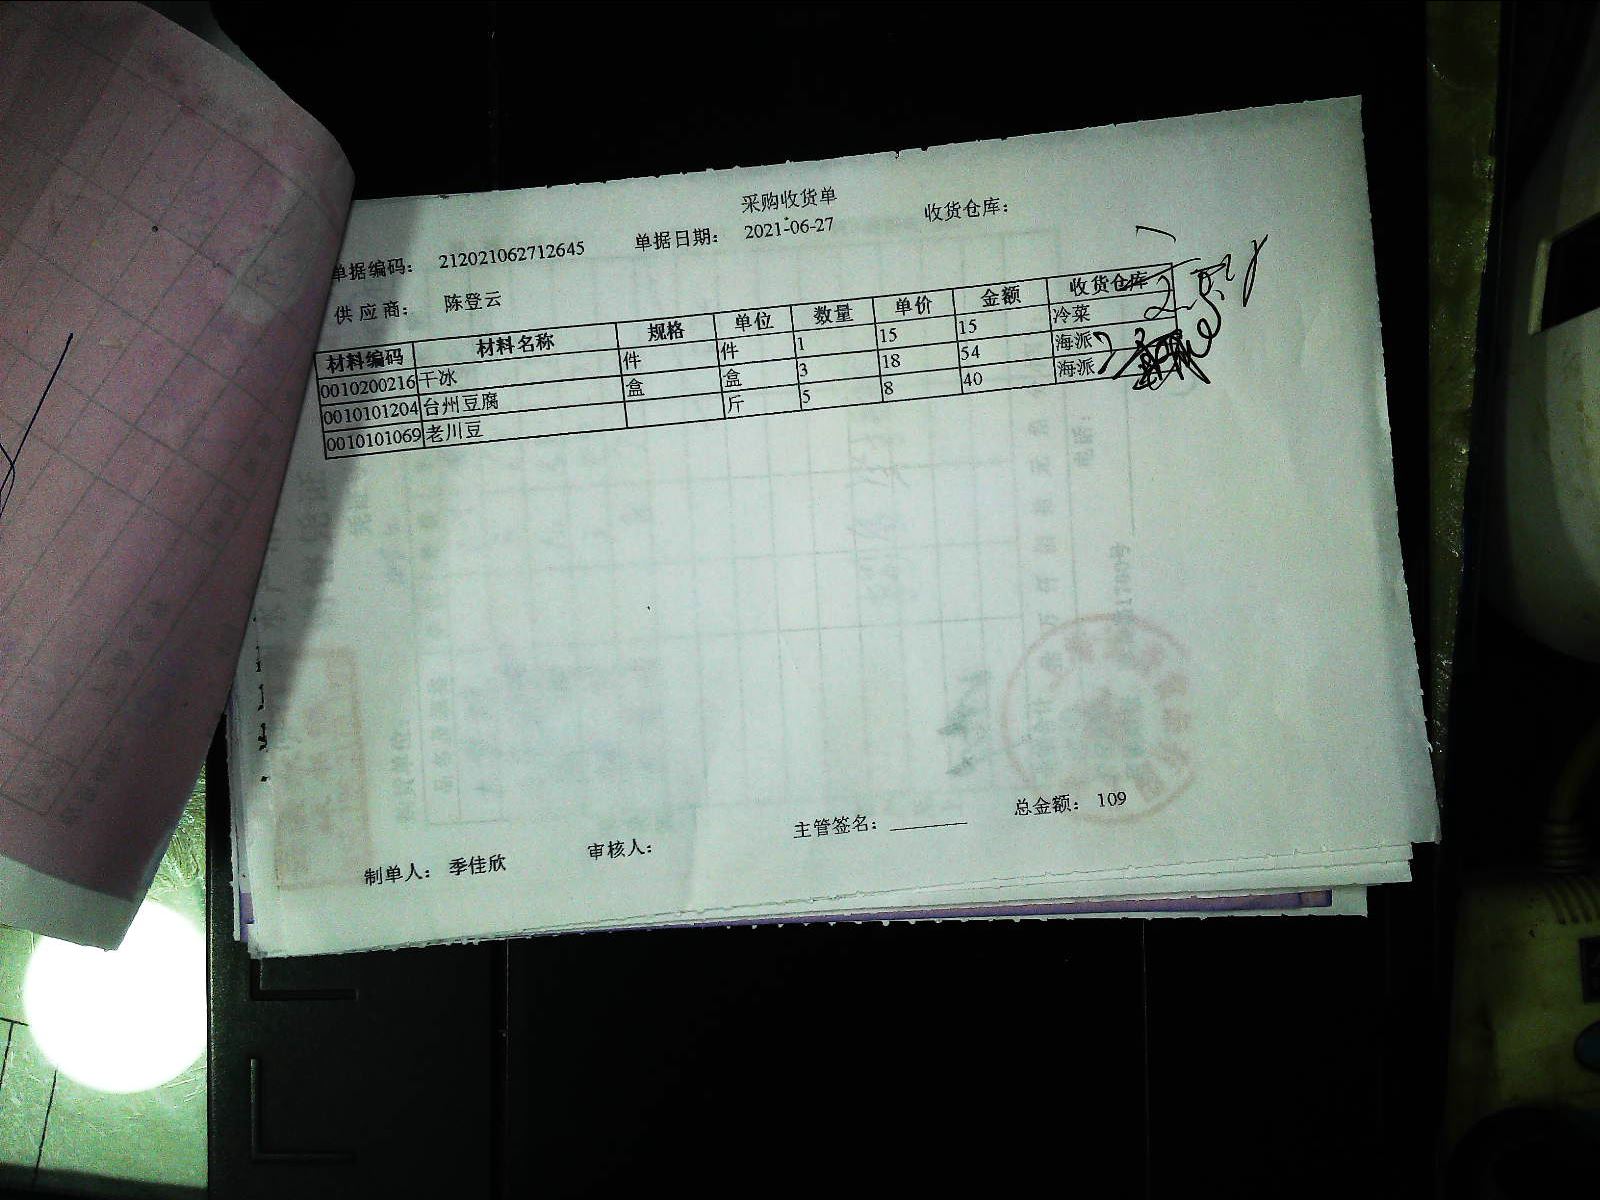 采购收货单
单据编码： 212021062712645 单据日期： 2021-06-27 收货仓库：
供应商： 陈登云
材料编码 材料名称 规格 单位 数量 单价 金额 收货仓库
0010200216 干冰 件 件 1 15 15 冷菜
0010101204 台州豆腐 盒 盒 3 18 54 海派
0010101069 老川豆 斤 5 8 40 海派
制单人： 季佳欣 审核人： 主管签名： 总金额： 109